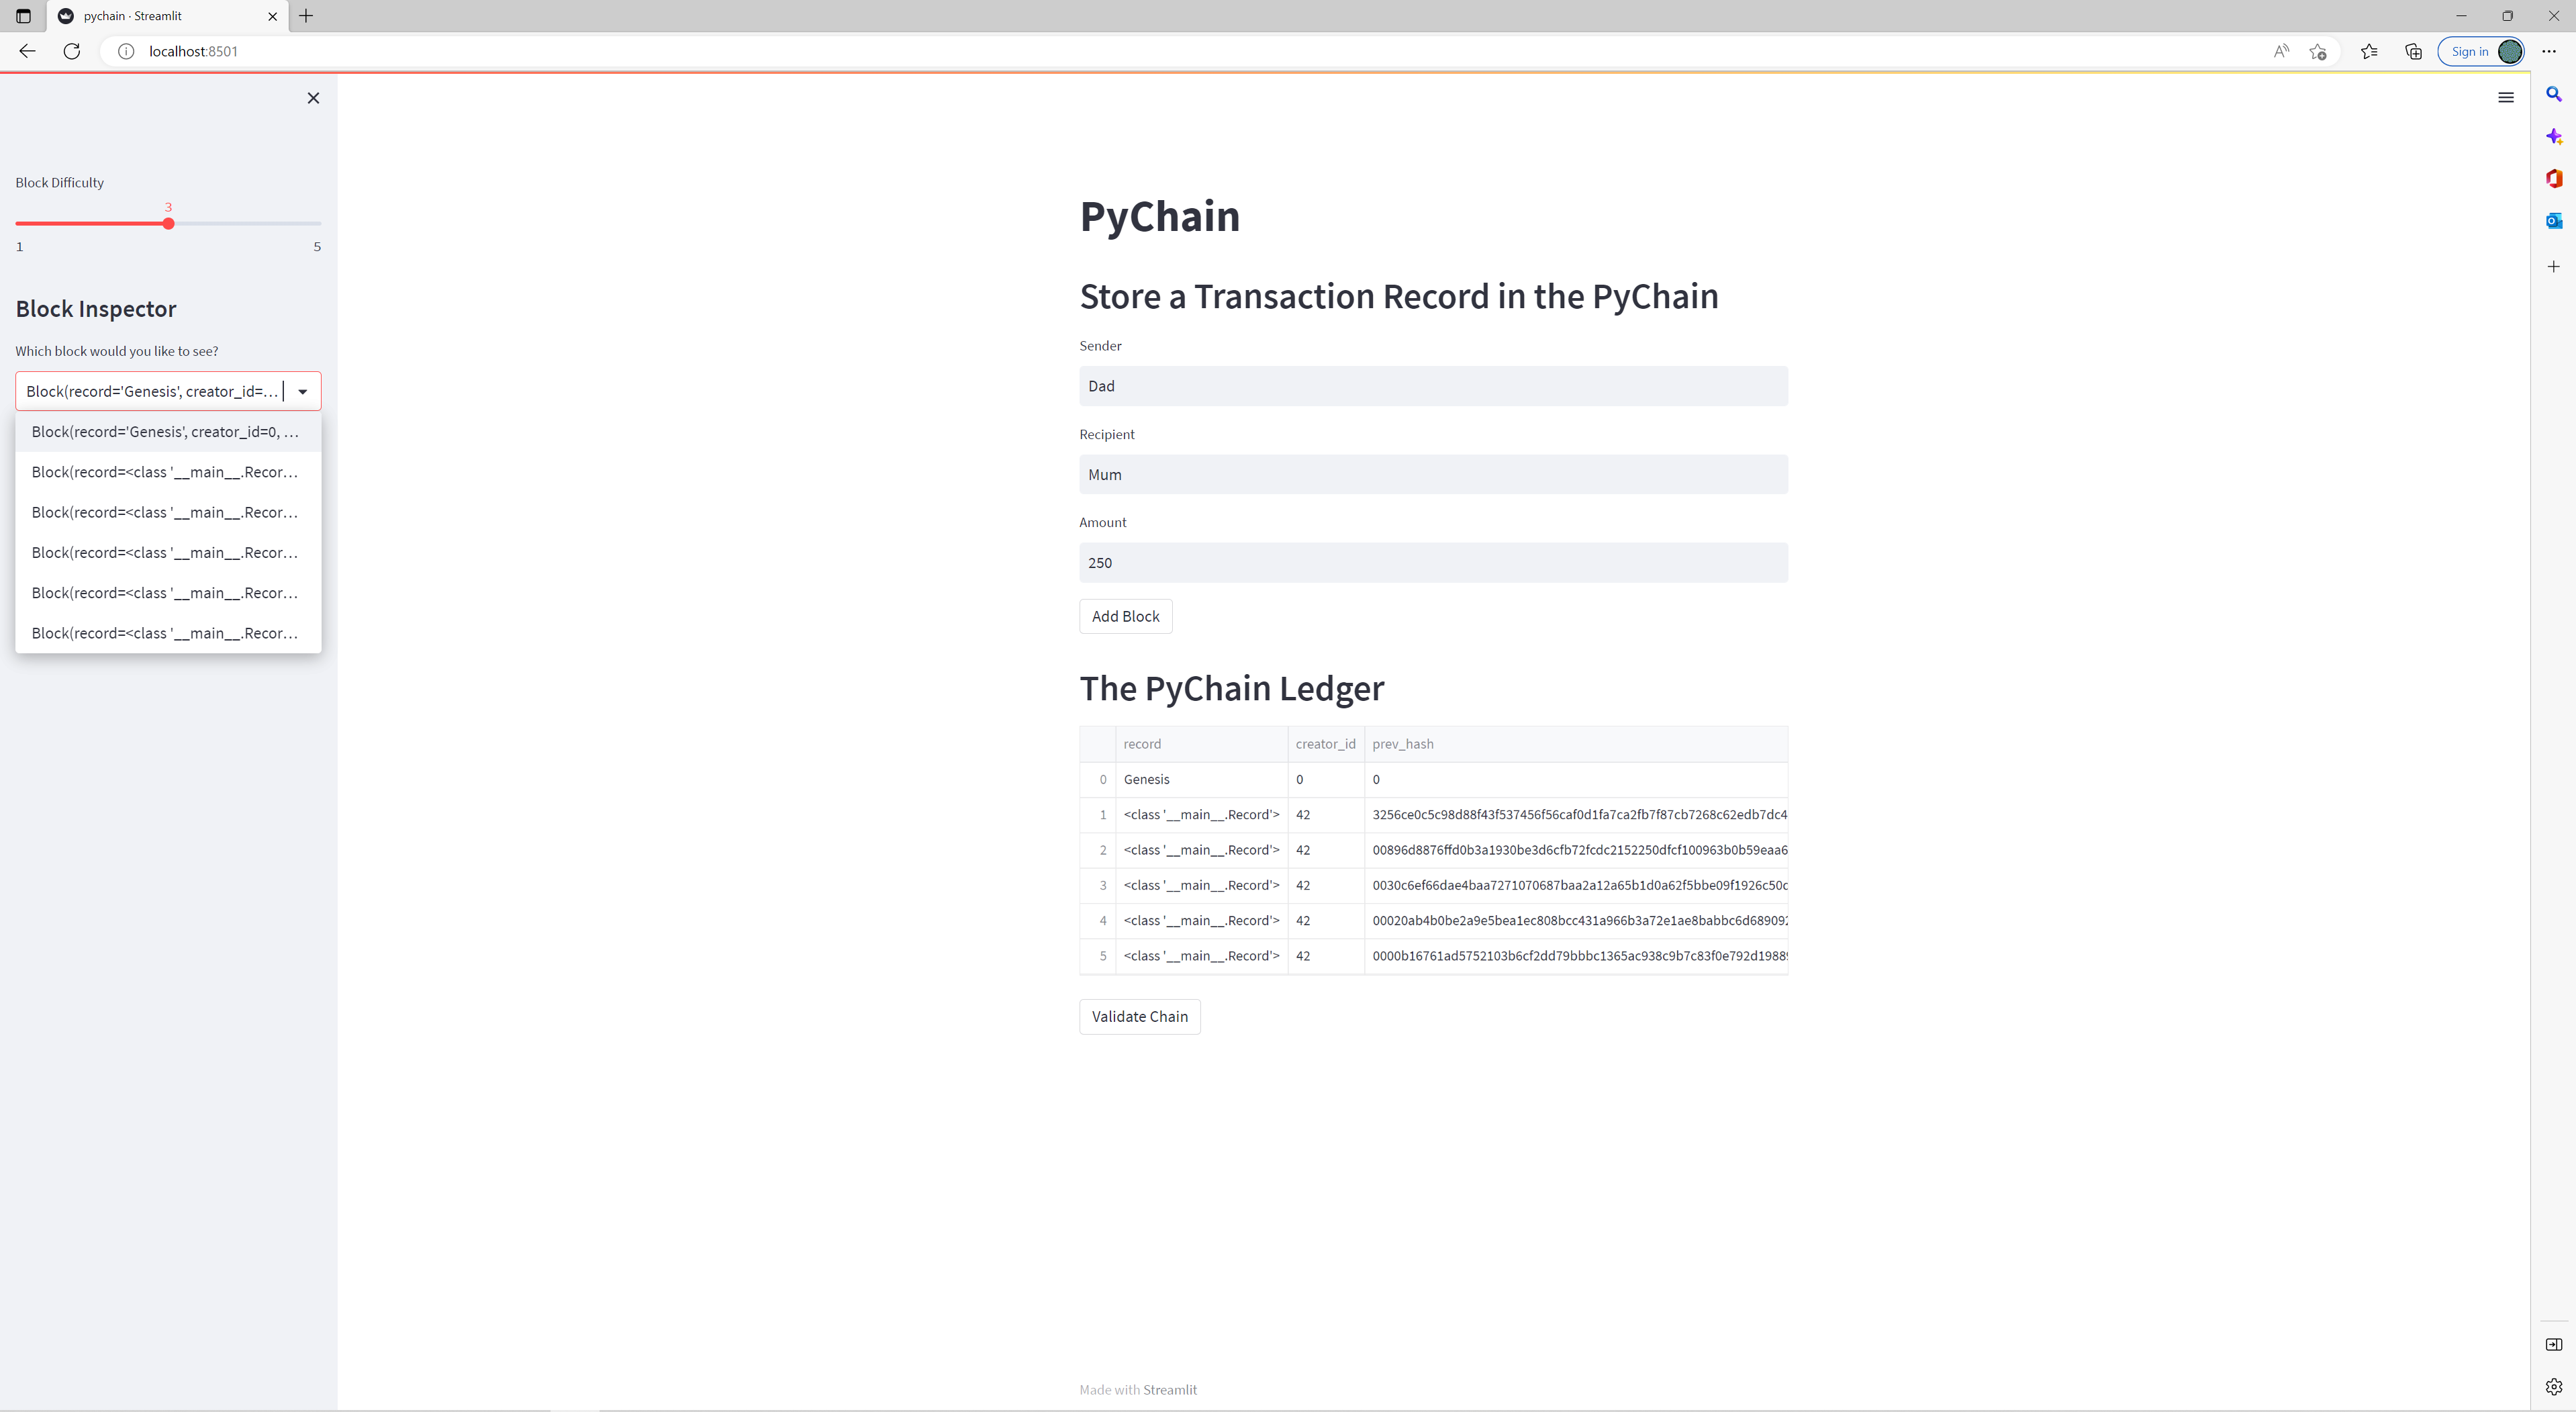 pychain · Streamlit
localhost:8501
Sign in
Block Difficulty
3
1 5
Block Inspector
Which block would you like to see?
Block(record='Genesis', creator_id=...
Block(record='Genesis', creator_id=0, ...
Block(record=<class '__main__.Recor...
Block(record=<class '__main__.Recor...
Block(record=<class '__main__.Recor...
Block(record=<class '__main__.Recor...
Block(record=<class '__main__.Recor...
PyChain
Store a Transaction Record in the PyChain
Sender
Dad
Recipient
Mum
Amount
250
Add Block
The PyChain Ledger
record creator_id prev_hash
0 Genesis 0 0
1 <class '__main__.Record'> 42 3256ce0c5c98d88f43f537456f56caf0d1fa7ca2fb7f87cb7268c62edb7dc4
2 <class '__main__.Record'> 42 00896d8876ffd0b3a1930be3d6cfb72fcdc2152250dfcf100963b0b59eaa6
3 <class '__main__.Record'> 42 0030c6ef66dae4baa7271070687baa2a12a65b1d0a62f5bbe09f1926c50c
4 <class '__main__.Record'> 42 00020ab4b0be2a9e5bea1ec808bcc431a966b3a72e1ae8babbc6d689092
5 <class '__main__.Record'> 42 0000b16761ad5752103b6cf2dd79bbbc1365ac938c9b7c83f0e792d1988
Validate Chain
Made with Streamlit